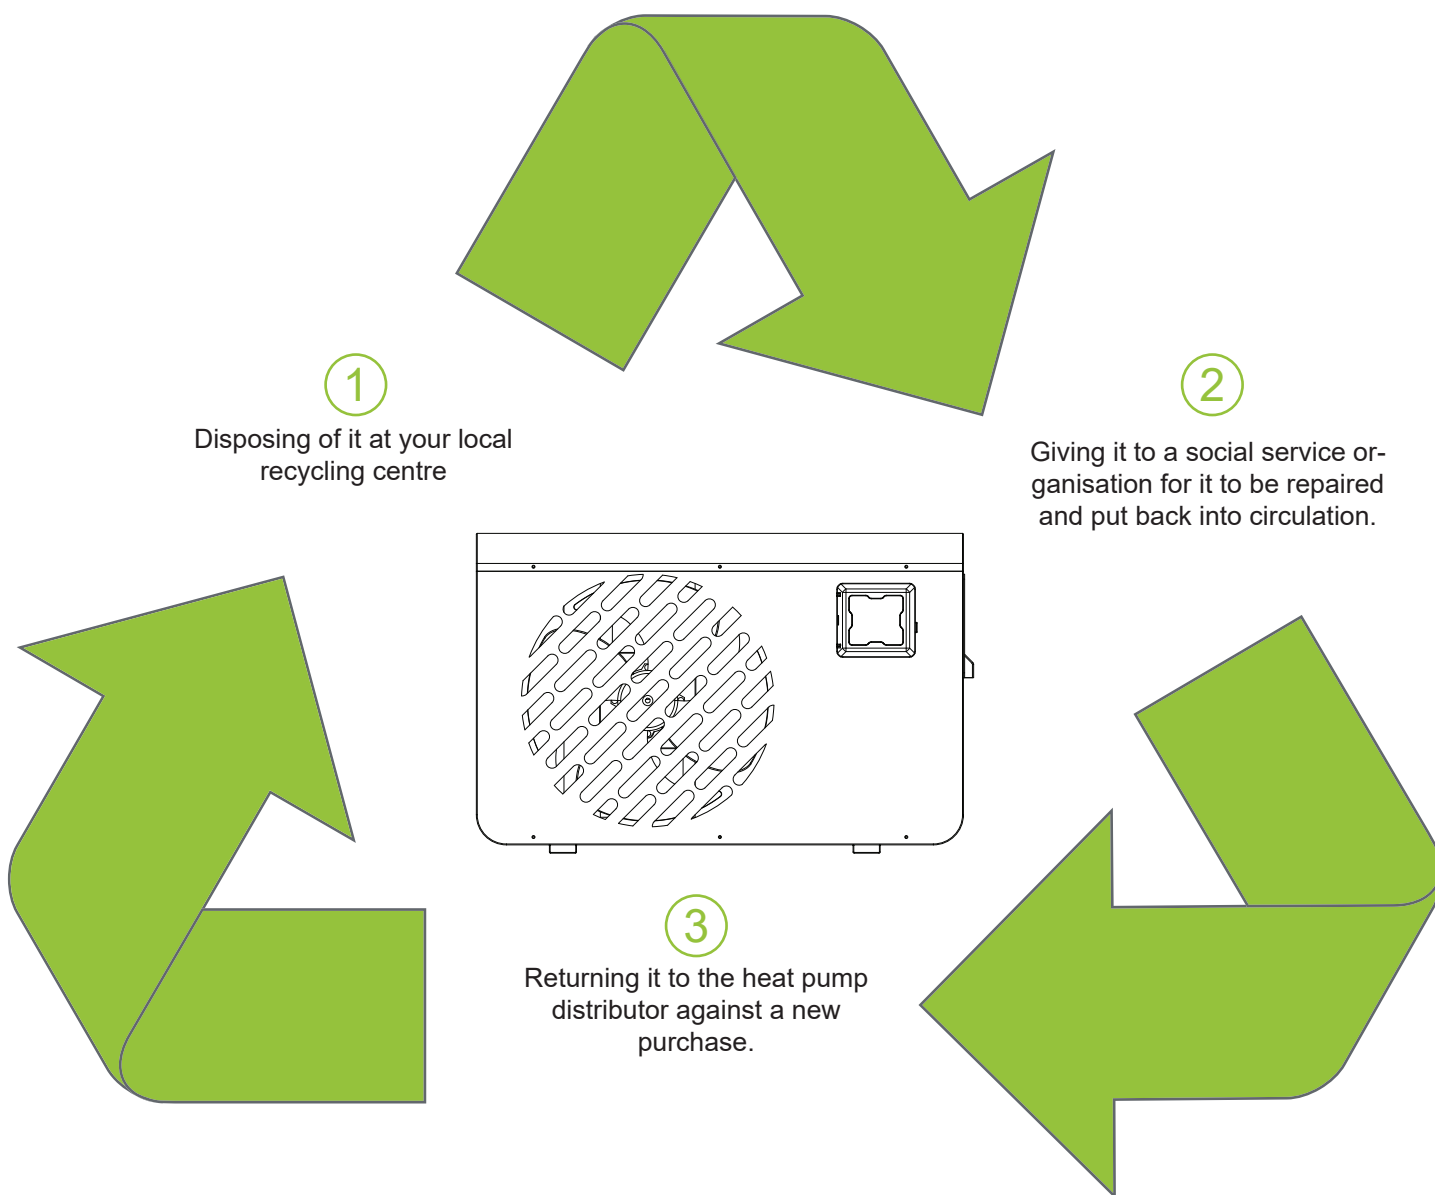 1
Disposing of it at your local
recycling centre
2
Giving it to a social service or-
ganisation for it to be repaired
and put back into circulation.
3
Returning it to the heat pump
distributor against a new
purchase.